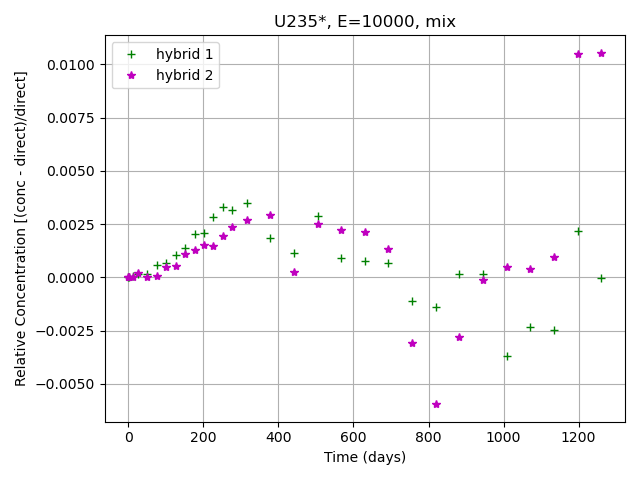 U235*, E=10000, mix
hybrid 1
hybrid 2
Relative Concentration [(conc - direct)/direct]
0.0100
0.0075
0.0050
0.0025
0.0000
−0.0025
−0.0050
0 200 400 600 800 1000 1200
Time (days)